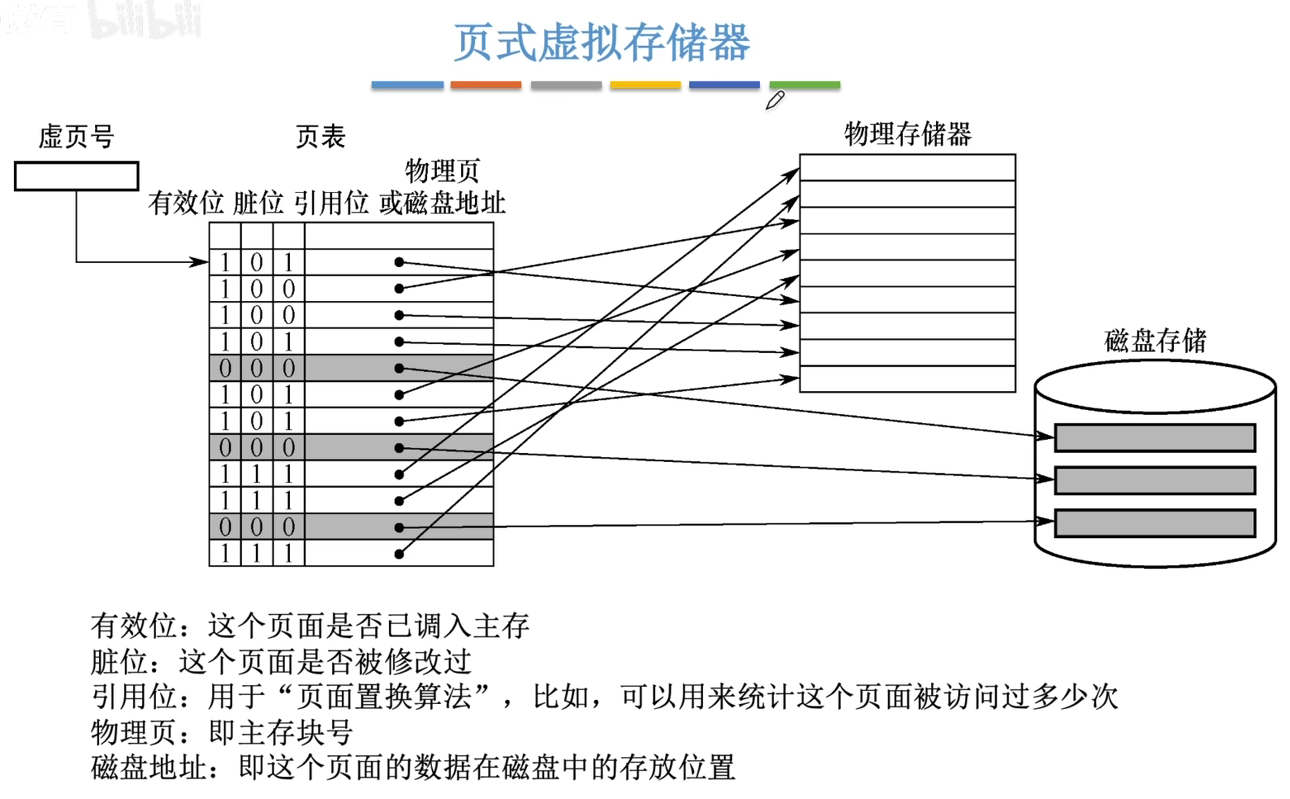 教育 bilibili
页式虚拟存储器
虚页号
页表
物理存储器
物理页
有效位 脏位 引用位 或磁盘地址
1 0 1
1 0 0
1 0 0
1 0 1
0 0 0
1 0 1
1 0 1
0 0 0
1 1 1
1 1 1
0 0 0
1 1 1
磁盘存储
有效位：这个页面是否已调入主存
脏位：这个页面是否被修改过
引用位：用于“页面置换算法”，比如，可以用来统计这个页面被访问过多少次
物理页：即主存块号
磁盘地址：即这个页面的数据在磁盘中的存放位置